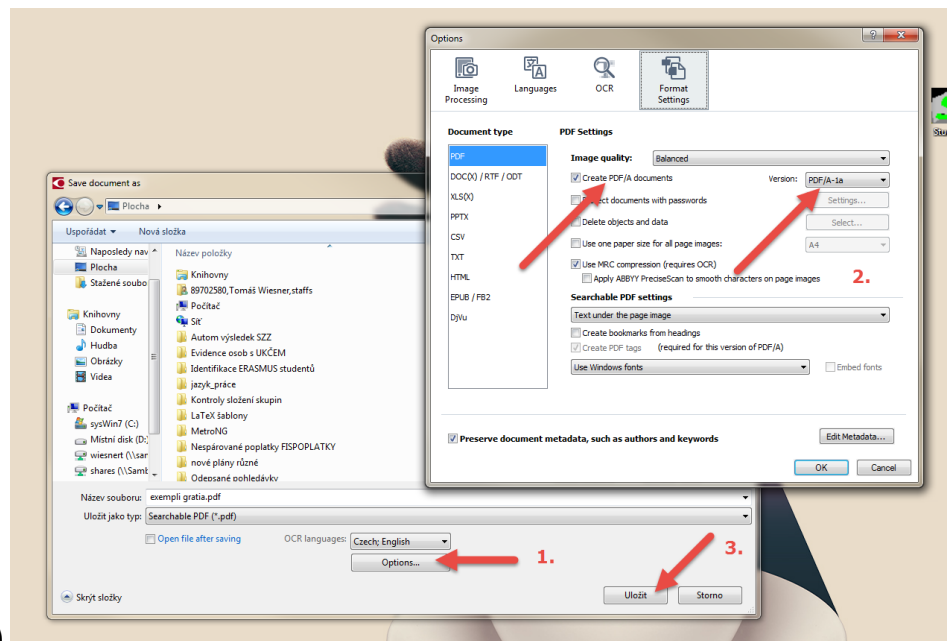 Options
Image Processing
Languages
OCR
Format Settings
Document type
PDF
DOC(X) / RTF / ODT
XLS(X)
PPTX
CSV
TXT
HTML
EPUB / FB2
DjVu
PDF Settings
Image quality: Balanced
Create PDF/A documents Version: PDF/A-1a
documents with passwords Settings...
Delete objects and data Select...
Use one paper size for all page images: A4
Use MRC compression (requires OCR)
Apply ABBYY PreciseScan to smooth characters on page images
2.
Searchable PDF settings
Text under the page image
Create bookmarks from headings
Create PDF tags (required for this version of PDF/A)
Use Windows fonts Embed fonts
Preserve document metadata, such as authors and keywords Edit Metadata...
OK Cancel
Save document as
Plocha
Uspořádat Nová složka
Naposledy nav
Plocha
Stažené soubo
Knihovny
Dokumenty
Hudba
Obrázky
Videa
Počítač
sysWin7 (C:)
Místní disk (D:
wiesnert (\\sar
shares (\\Samb
Název položky
Knihovny
89702580,Tomáš Wiesner,staffs
Počítač
Síť
Autom výsledek SZZ
Evidence osob s UKČEM
Identifikace ERASMUS studentů
jazyk_práce
Kontroly složení skupin
LaTeX šablony
MetroNG
Nespárované poplatky FISPOPLATKY
nové plány různé
Odepsané pohledávky
Název souboru: exempli gratia.pdf
Uložit jako typ: Searchable PDF (*.pdf)
Open file after saving OCR languages: Czech; English
Options... 1.
3.
Skrýt složky Uložit Storno